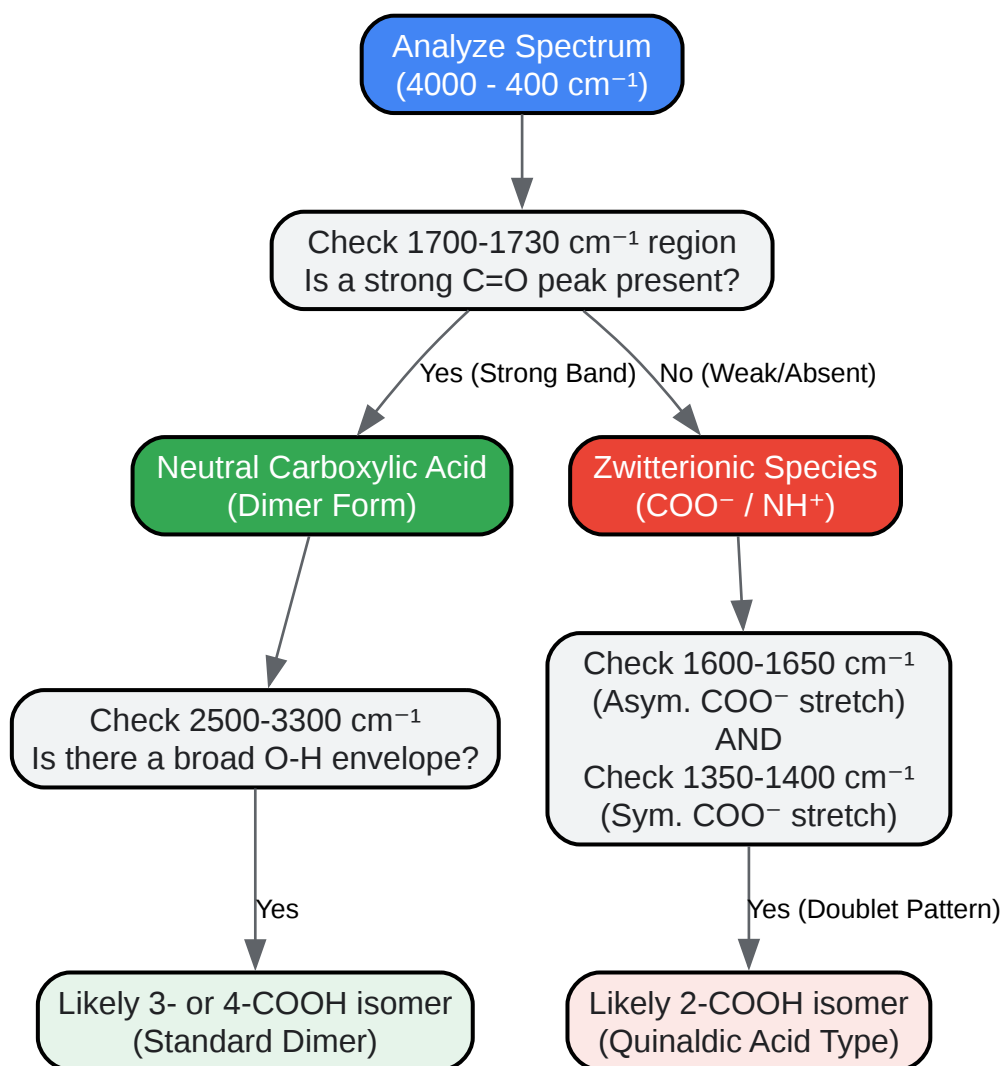 Analyze Spectrum
(4000 - 400 cm⁻¹)
Check 1700-1730 cm⁻¹ region
Is a strong C=O peak present?
Yes (Strong Band)
No (Weak/Absent)
Neutral Carboxylic Acid
(Dimer Form)
Zwitterionic Species
(COO⁻ / NH⁺)
Check 2500-3300 cm⁻¹
Is there a broad O-H envelope?
Check 1600-1650 cm⁻¹
(Asym. COO⁻ stretch)
AND
Check 1350-1400 cm⁻¹
(Sym. COO⁻ stretch)
Yes
Yes (Doublet Pattern)
Likely 3- or 4-COOH isomer
(Standard Dimer)
Likely 2-COOH isomer
(Quinaldic Acid Type)